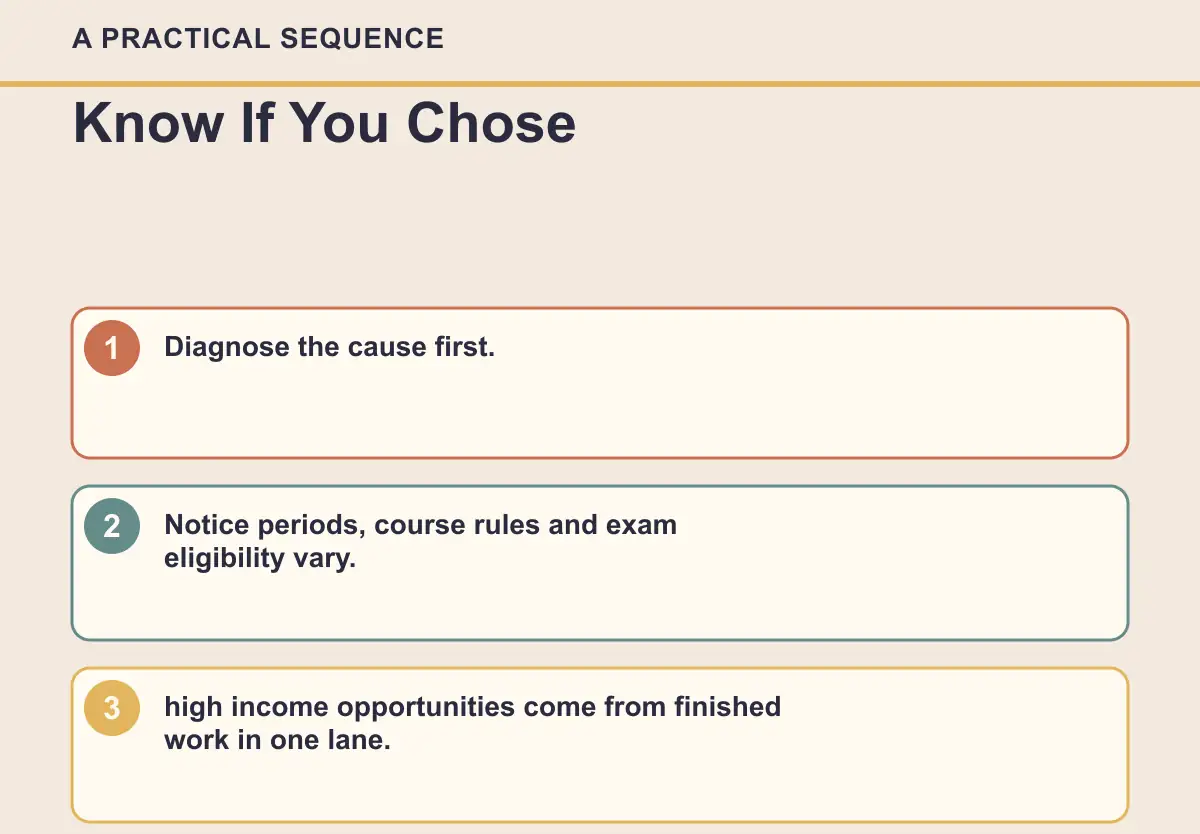 A PRACTICAL SEQUENCE
Know If You Chose
1
Diagnose the cause first.
2
Notice periods, course rules and exam
eligibility vary.
3
high income opportunities come from finished
work in one lane.